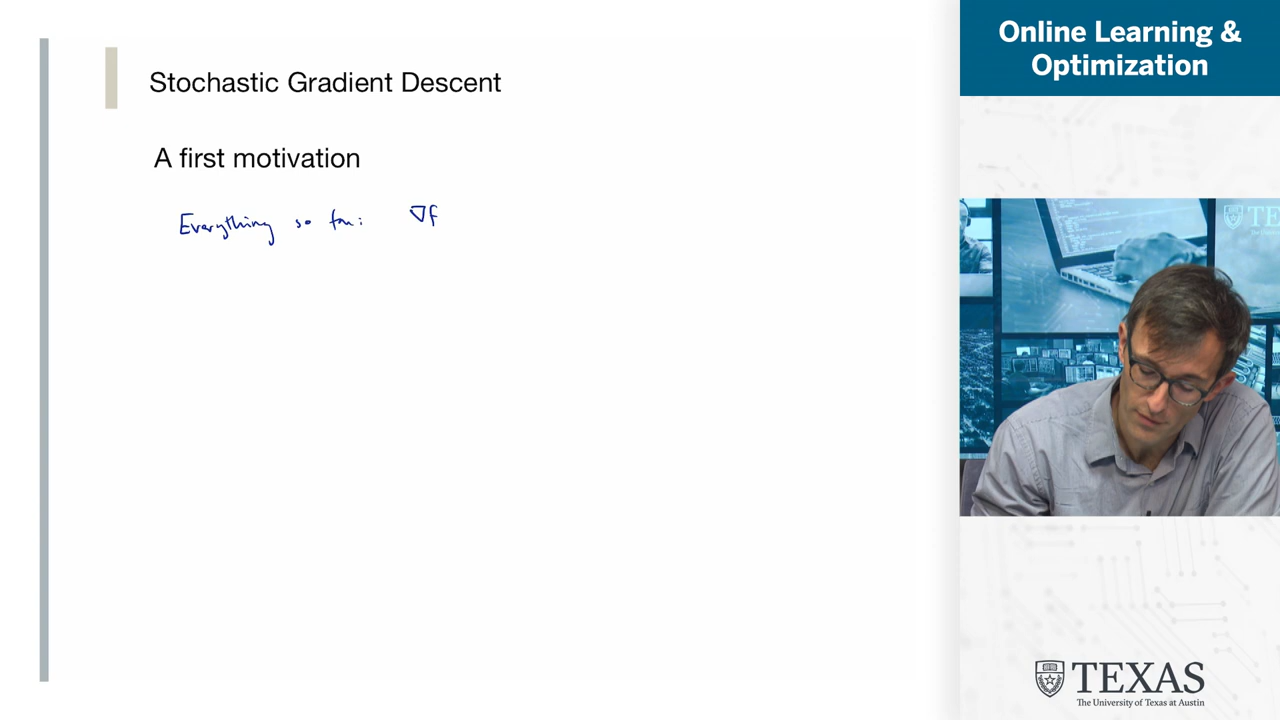 Online Learning &
Optimization
Stochastic Gradient Descent
A first motivation
Everything so far: ∇f
TEXAS
The University of Texas at Austin